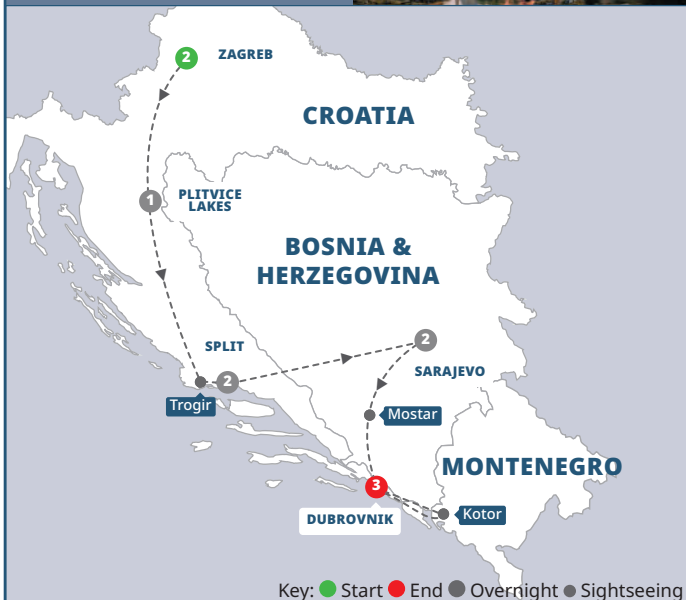 2
ZAGREB
CROATIA
1
PLITVICE
LAKES
BOSNIA &
HERZEGOVINA
SPLIT
2
2
SARAJEVO
Trogir
Mostar
MONTENEGRO
3
DUBROVNIK
Kotor
Key: Start End Overnight Sightseeing